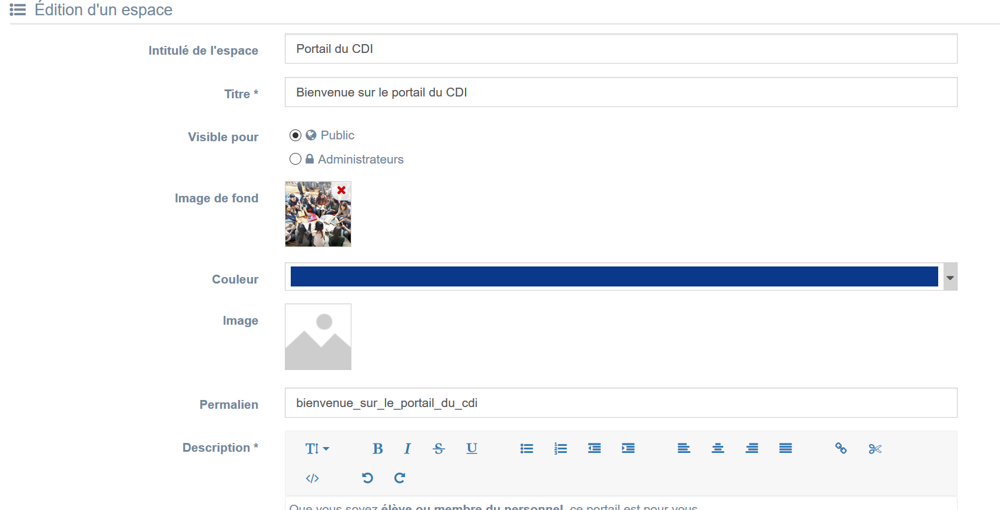 Édition d'un espace
Intitulé de l'espace
Portail du CDI
Titre *
Bienvenue sur le portail du CDI
Visible pour
Public
Administrateurs
Image de fond
Couleur
Image
Permalien
bienvenue_sur_le_portail_du_cdi
Description *
Que vous soyez élève ou membre du personnel, ce portail est pour vous